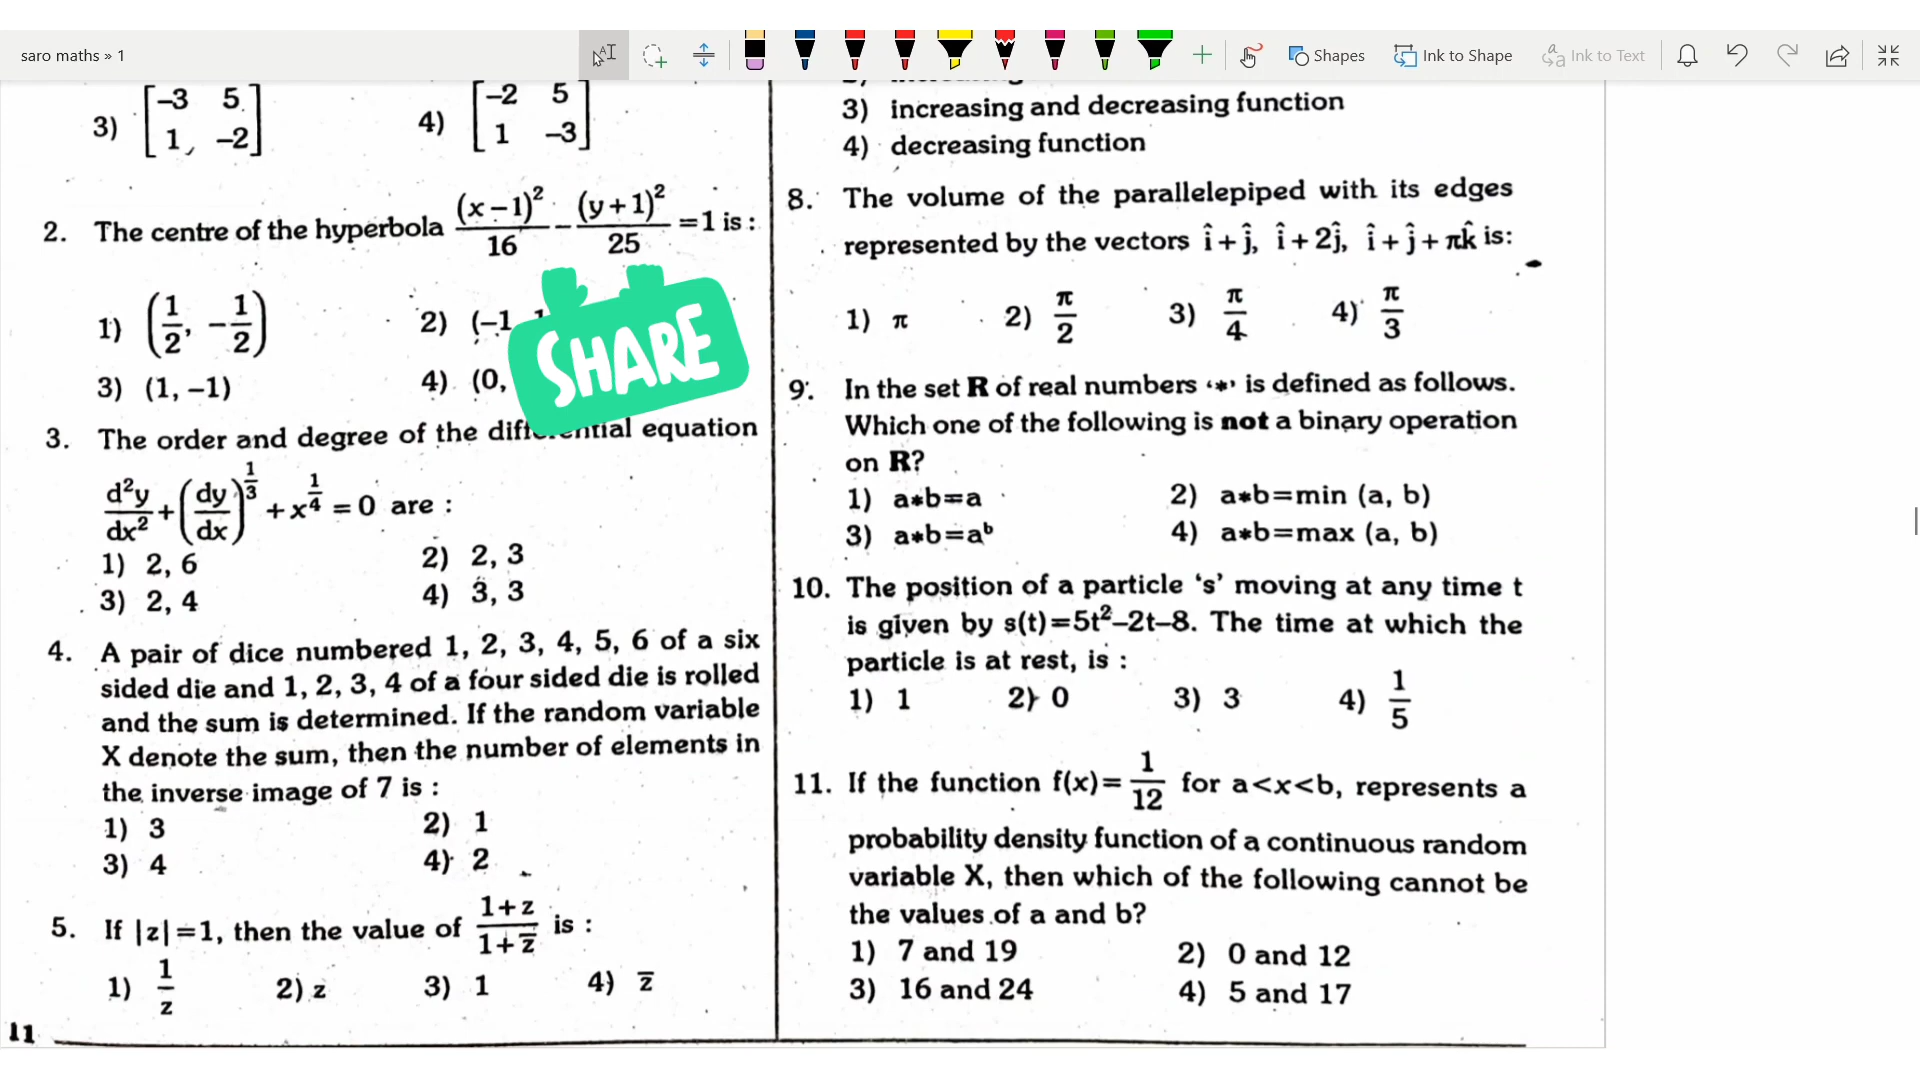 saro maths » 1
Shapes
Ink to Shape
Ink to Text
3) [−3 5
1, −2]
4) [−2 5
1 −3]
2. The centre of the hyperbola (x−1)²/16 − (y+1)²/25 = 1 is :
1) (1/2, −1/2)
2) (−1
3) (1, −1)
4) (0,
SHARE
3. The order and degree of the differential equation
d²y/dx² + (dy/dx)^(1/3) + x^(1/4) = 0 are :
1) 2, 6
2) 2, 3
3) 2, 4
4) 3, 3
4. A pair of dice numbered 1, 2, 3, 4, 5, 6 of a six
sided die and 1, 2, 3, 4 of a four sided die is rolled
and the sum is determined. If the random variable
X denote the sum, then the number of elements in
the inverse image of 7 is :
1) 3
2) 1
3) 4
4) 2
5. If |z|=1, then the value of (1+z)/(1+z̅) is :
1) 1/z 2) z 3) 1 4) z̅
11
3) increasing and decreasing function
4) decreasing function
8. The volume of the parallelepiped with its edges
represented by the vectors î+ĵ, î+2ĵ, î+ĵ+πk̂ is:
1) π 2) π/2 3) π/4 4) π/3
9. In the set R of real numbers ‘*’ is defined as follows.
Which one of the following is not a binary operation
on R?
1) a*b=a 2) a*b=min (a, b)
3) a*b=aᵇ 4) a*b=max (a, b)
10. The position of a particle ‘s’ moving at any time t
is given by s(t)=5t²–2t–8. The time at which the
particle is at rest, is :
1) 1 2) 0 3) 3 4) 1/5
11. If the function f(x)= 1/12 for a<x<b, represents a
probability density function of a continuous random
variable X, then which of the following cannot be
the values of a and b?
1) 7 and 19 2) 0 and 12
3) 16 and 24 4) 5 and 17